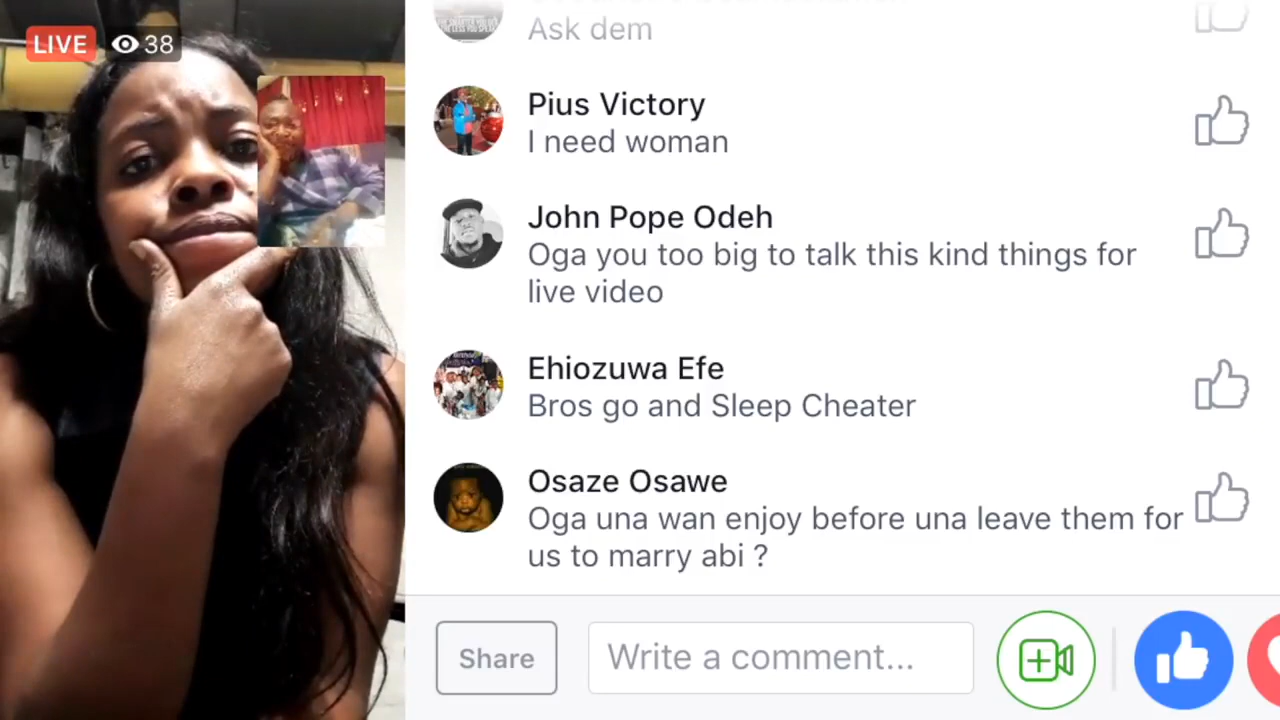 LIVE 38
Ask dem
Pius Victory
I need woman
John Pope Odeh
Oga you too big to talk this kind things for
live video
Ehiozuwa Efe
Bros go and Sleep Cheater
Osaze Osawe
Oga una wan enjoy before una leave them for
us to marry abi ?
Share
Write a comment...